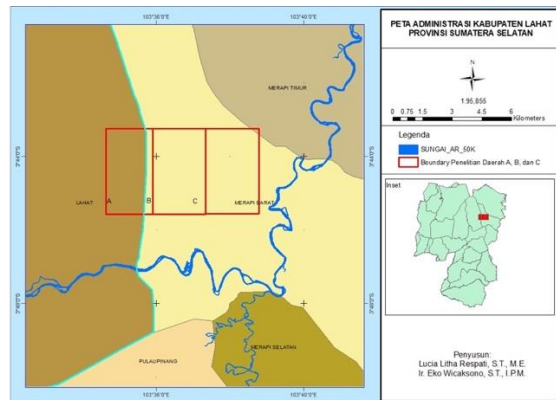 PETA ADMINISTRASI KABUPATEN LAHAT
PROVINSI SUMATERA SELATAN
N
1:95,855
0 0.75 1.5 3 4.5 6
Kilometers
Legenda
SUNGAI_AR_50K
Boundary Penelitian Daerah A, B, dan C
Inset
Penyusun:
Lucia Litha Respati, S.T., M.E.
Ir. Eko Wicaksono, S.T., I.P.M.
103°36'0"E
103°40'0"E
MERAPI TIMUR
LAHAT
A
B
C
MERAPI BARAT
MERAPI SELATAN
PULAUPINANG
103°36'0"E
103°40'0"E